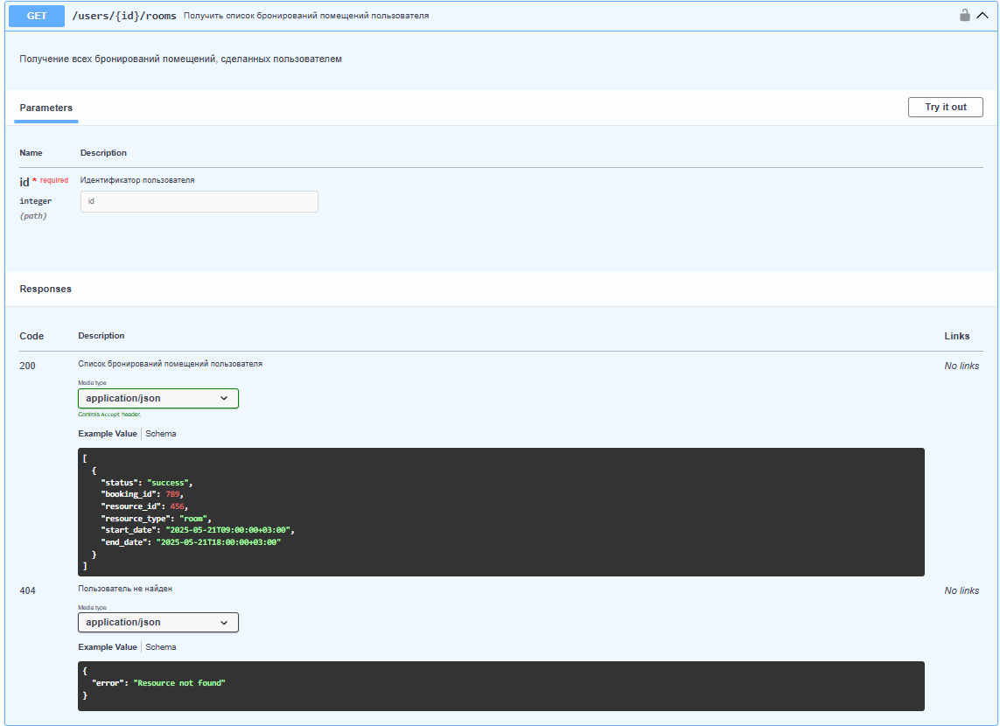 GET /users/{id}/rooms Получить список бронирований помещений пользователя
Получение всех бронирований помещений, сделанных пользователем
Parameters Try it out
Name Description
id * required Идентификатор пользователя
integer id
(path)
Responses
Code Description Links
200 Список бронирований помещений пользователя No links
Media type
application/json
Controls Accept header.
Example Value Schema
[
  {
    "status": "success",
    "booking_id": 789,
    "resource_id": 456,
    "resource_type": "room",
    "start_date": "2025-05-21T09:00:00+03:00",
    "end_date": "2025-05-21T18:00:00+03:00"
  }
]
404 Пользователь не найден No links
Media type
application/json
Example Value Schema
{
  "error": "Resource not found"
}